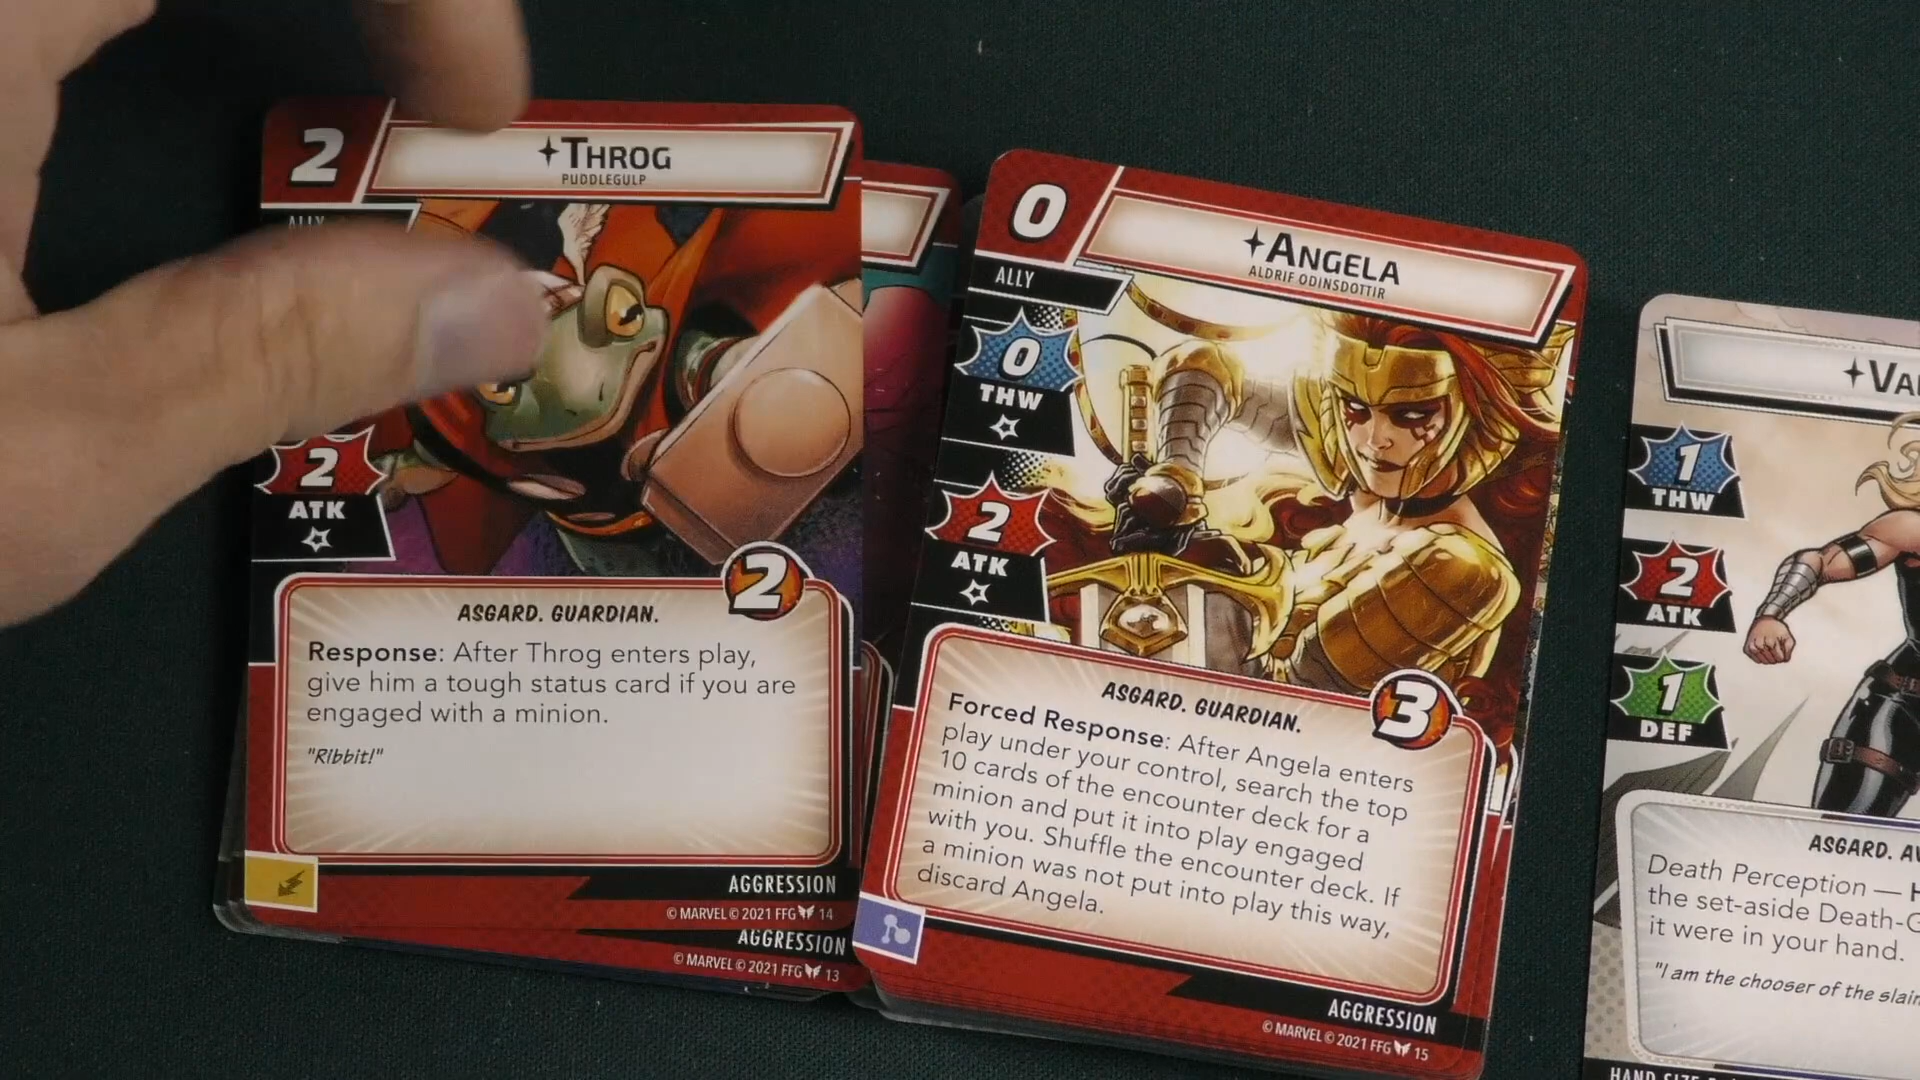 2
THROG
PUDDLEGULP
ALLY
2
ATK
2
ASGARD. GUARDIAN.
Response: After Throg enters play,
give him a tough status card if you are
engaged with a minion.
"Ribbit!"
AGGRESSION
© MARVEL © 2021 FFG 14
AGGRESSION
© MARVEL © 2021 FFG 13
0
ANGELA
ALDRIF ODINSDOTTIR
ALLY
0
THW
2
ATK
3
ASGARD. GUARDIAN.
Forced Response: After Angela enters
play under your control, search the top
10 cards of the encounter deck for a
minion and put it into play engaged
with you. Shuffle the encounter deck. If
a minion was not put into play this way,
discard Angela.
AGGRESSION
© MARVEL © 2021 FFG 15
VA
1
THW
2
ATK
1
DEF
ASGARD. AV
Death Perception — H
the set-aside Death-G
it were in your hand.
"I am the chooser of the slain
HAND SIZE